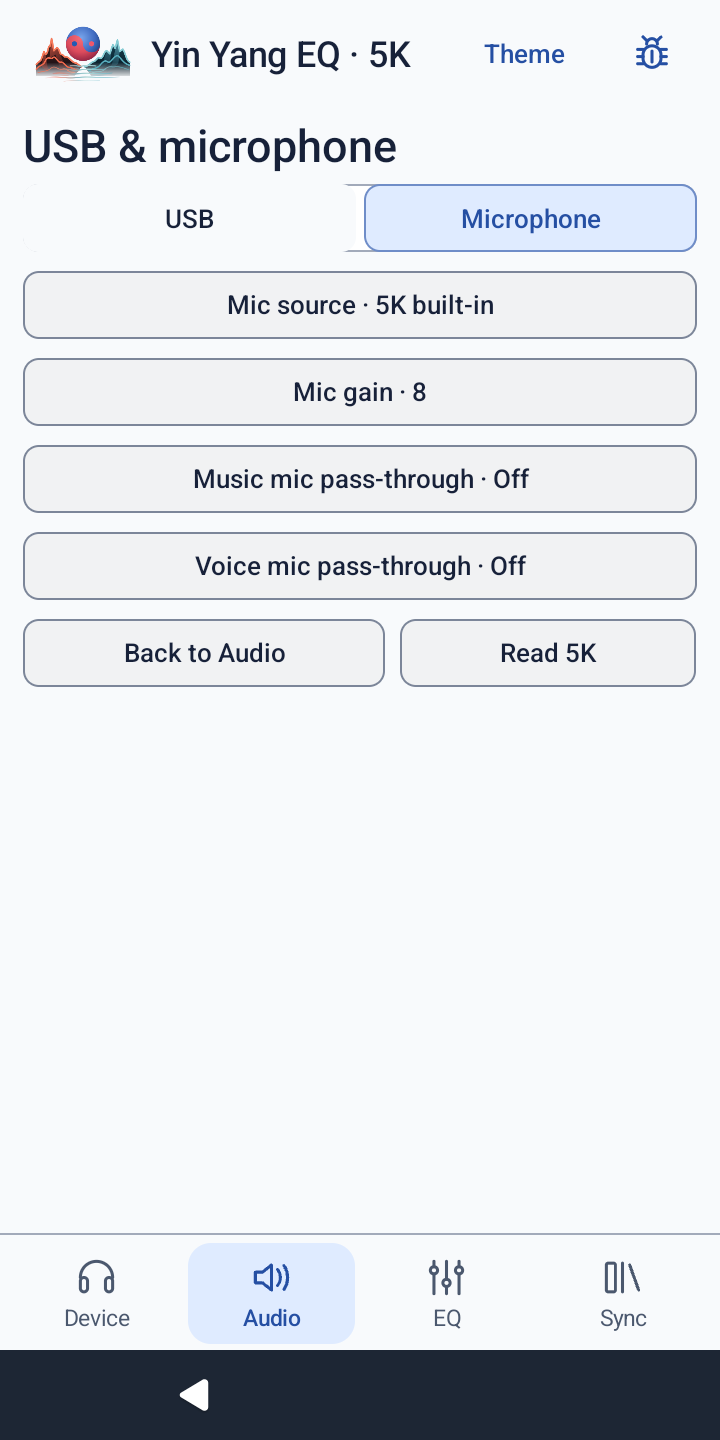 Yin Yang EQ · 5K
Theme
USB & microphone
USB
Microphone
Mic source · 5K built-in
Mic gain · 8
Music mic pass-through · Off
Voice mic pass-through · Off
Back to Audio
Read 5K
Device
Audio
EQ
Sync